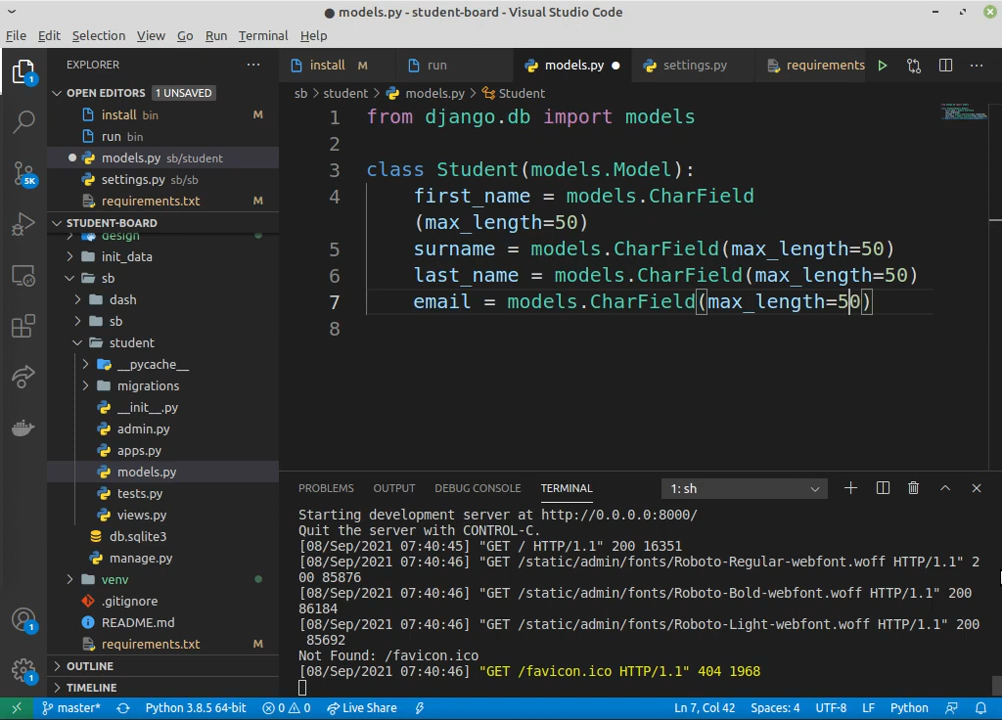 models.py - student-board - Visual Studio Code
File Edit Selection View Go Run Terminal Help
EXPLORER
OPEN EDITORS 1 UNSAVED
install bin
run bin
models.py sb/student
settings.py sb/sb
requirements.txt M
STUDENT-BOARD
design
init_data
sb
dash
sb
student
__pycache__
migrations
__init__.py
admin.py
apps.py
models.py
tests.py
views.py
db.sqlite3
manage.py
venv
.gitignore
README.md
requirements.txt M
OUTLINE
TIMELINE
1
5K
1
1
1
install M run models.py settings.py requirements
sb > student > models.py > Student
1 from django.db import models
2
3 class Student(models.Model):
4 first_name = models.CharField
(max_length=50)
5 surname = models.CharField(max_length=50)
6 last_name = models.CharField(max_length=50)
7 email = models.CharField(max_length=50)
8
PROBLEMS OUTPUT DEBUG CONSOLE TERMINAL 1: sh
Starting development server at http://0.0.0.0:8000/
Quit the server with CONTROL-C.
[08/Sep/2021 07:40:45] "GET / HTTP/1.1" 200 16351
[08/Sep/2021 07:40:46] "GET /static/admin/fonts/Roboto-Regular-webfont.woff HTTP/1.1" 2
00 85876
[08/Sep/2021 07:40:46] "GET /static/admin/fonts/Roboto-Bold-webfont.woff HTTP/1.1" 200
86184
[08/Sep/2021 07:40:46] "GET /static/admin/fonts/Roboto-Light-webfont.woff HTTP/1.1" 200
85692
Not Found: /favicon.ico
[08/Sep/2021 07:40:46] "GET /favicon.ico HTTP/1.1" 404 1968
master* Python 3.8.5 64-bit 0 0 Live Share Ln 7, Col 42 Spaces: 4 UTF-8 LF Python